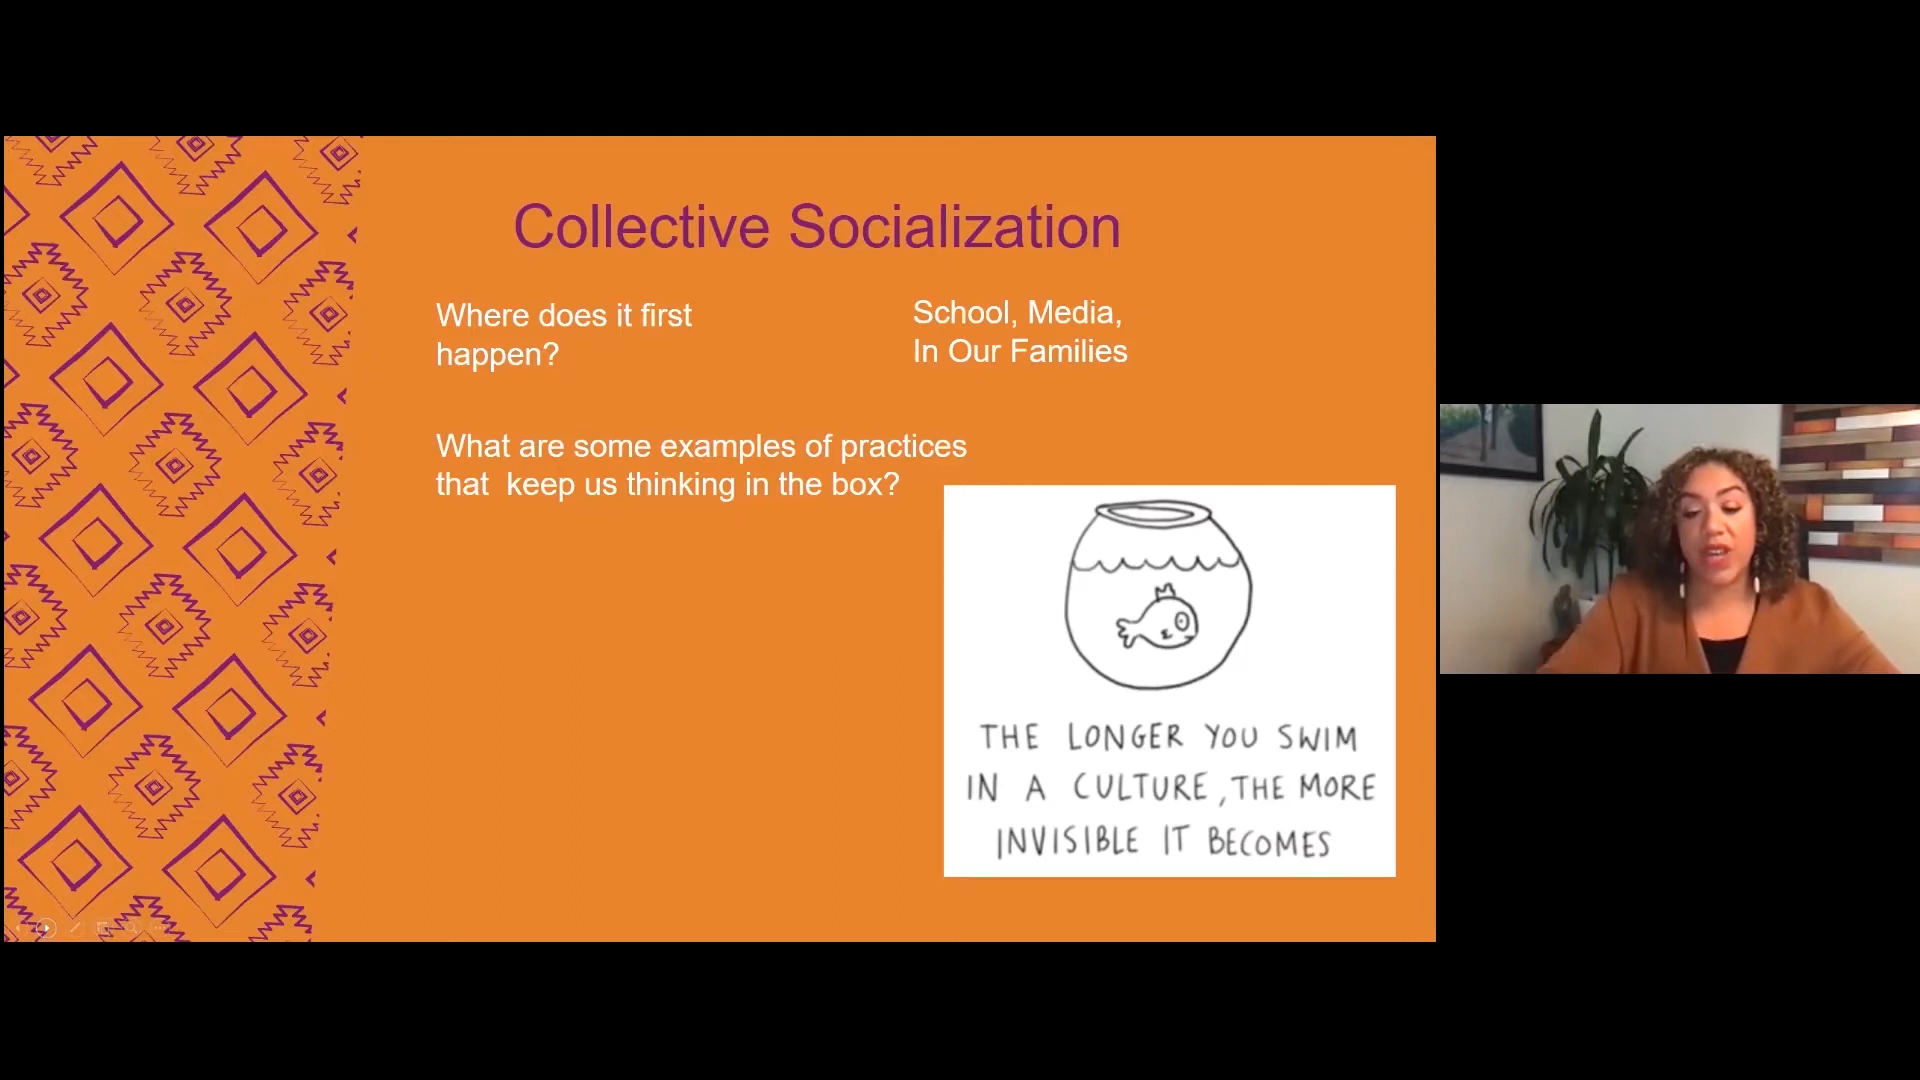 Collective Socialization
Where does it first
happen?
School, Media,
In Our Families
What are some examples of practices
that  keep us thinking in the box?
THE LONGER YOU SWIM
IN A CULTURE, THE MORE
INVISIBLE IT BECOMES